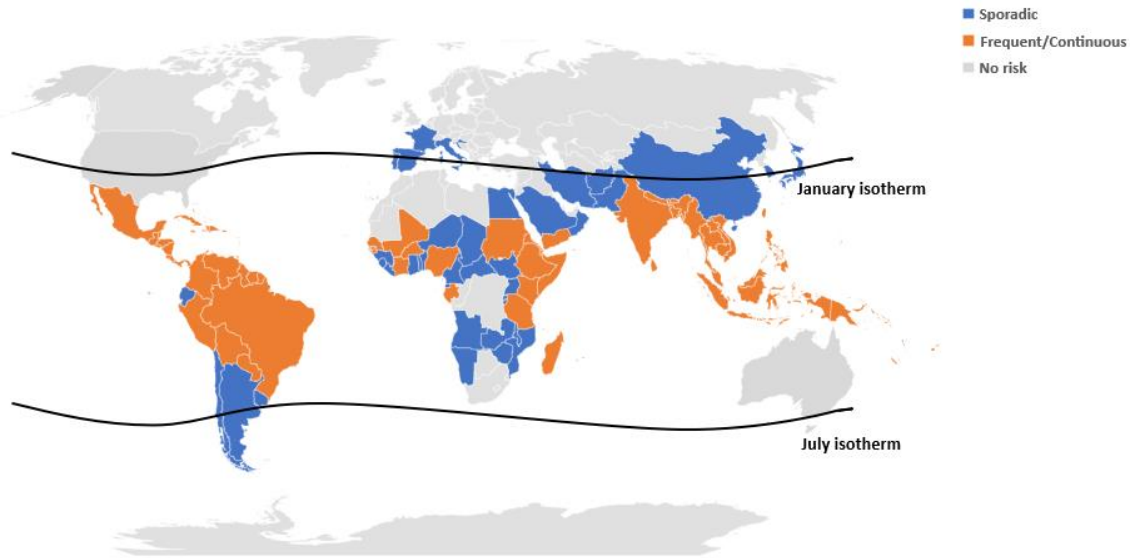 Sporadic
Frequent/Continuous
No risk
January isotherm
July isotherm